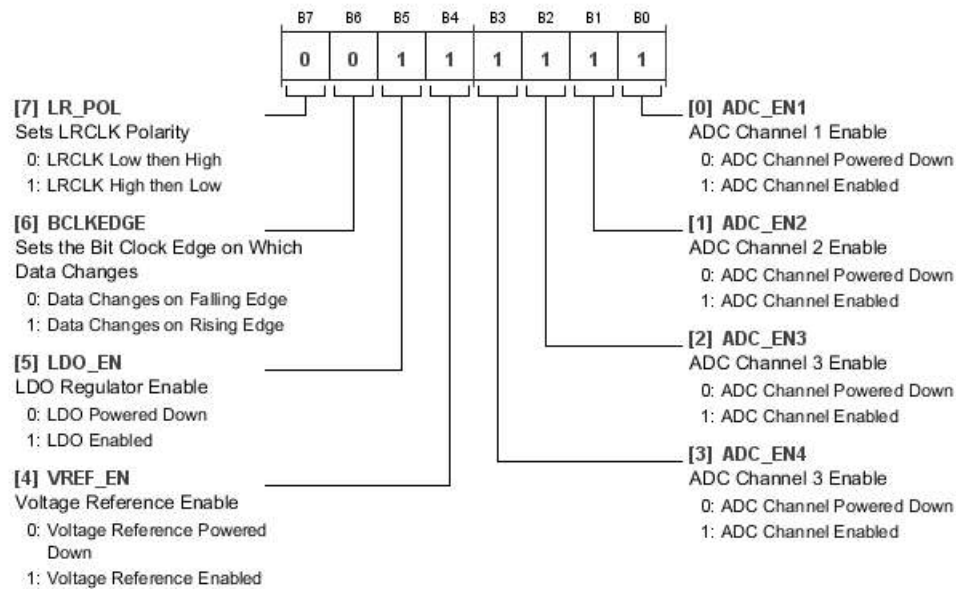 B7 B6 B5 B4 B3 B2 B1 B0
0 0 1 1 1 1 1 1
[7] LR_POL
Sets LRCLK Polarity
0: LRCLK Low then High
1: LRCLK High then Low
[6] BCLKEDGE
Sets the Bit Clock Edge on Which
Data Changes
0: Data Changes on Falling Edge
1: Data Changes on Rising Edge
[5] LDO_EN
LDO Regulator Enable
0: LDO Powered Down
1: LDO Enabled
[4] VREF_EN
Voltage Reference Enable
0: Voltage Reference Powered
Down
1: Voltage Reference Enabled
[0] ADC_EN1
ADC Channel 1 Enable
0: ADC Channel Powered Down
1: ADC Channel Enabled
[1] ADC_EN2
ADC Channel 2 Enable
0: ADC Channel Powered Down
1: ADC Channel Enabled
[2] ADC_EN3
ADC Channel 3 Enable
0: ADC Channel Powered Down
1: ADC Channel Enabled
[3] ADC_EN4
ADC Channel 3 Enable
0: ADC Channel Powered Down
1: ADC Channel Enabled